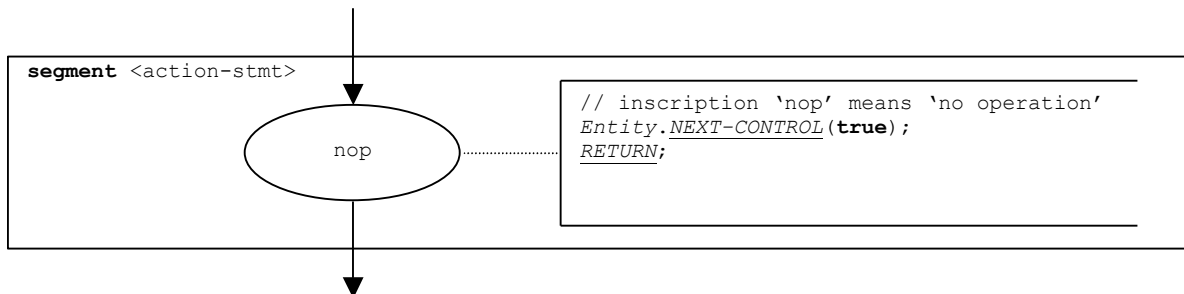 segment <action-stmt>
// inscription ‘nop’ means ‘no operation’
Entity.NEXT-CONTROL(true);
nop
RETURN;